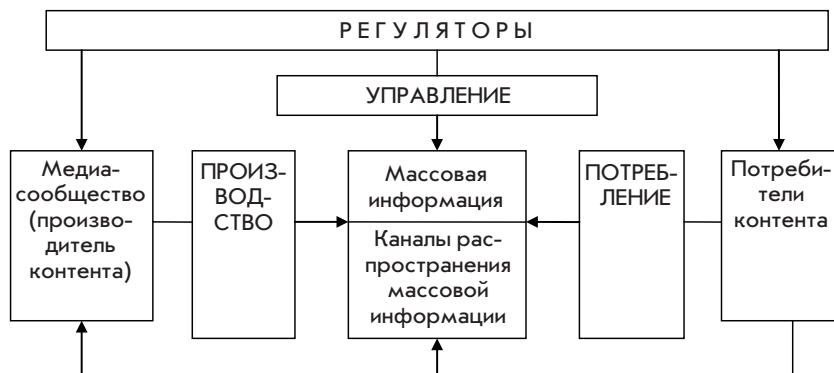 РЕГУЛЯТОРЫ
УПРАВЛЕНИЕ
Медиа-
сообщество
(произво-
дитель
контента)
ПРОИЗ-
ВОД-
СТВО
Массовая
информация
Каналы рас-
пространения
массовой
информации
ПОТРЕБ-
ЛЕНИЕ
Потреби-
тели
контента